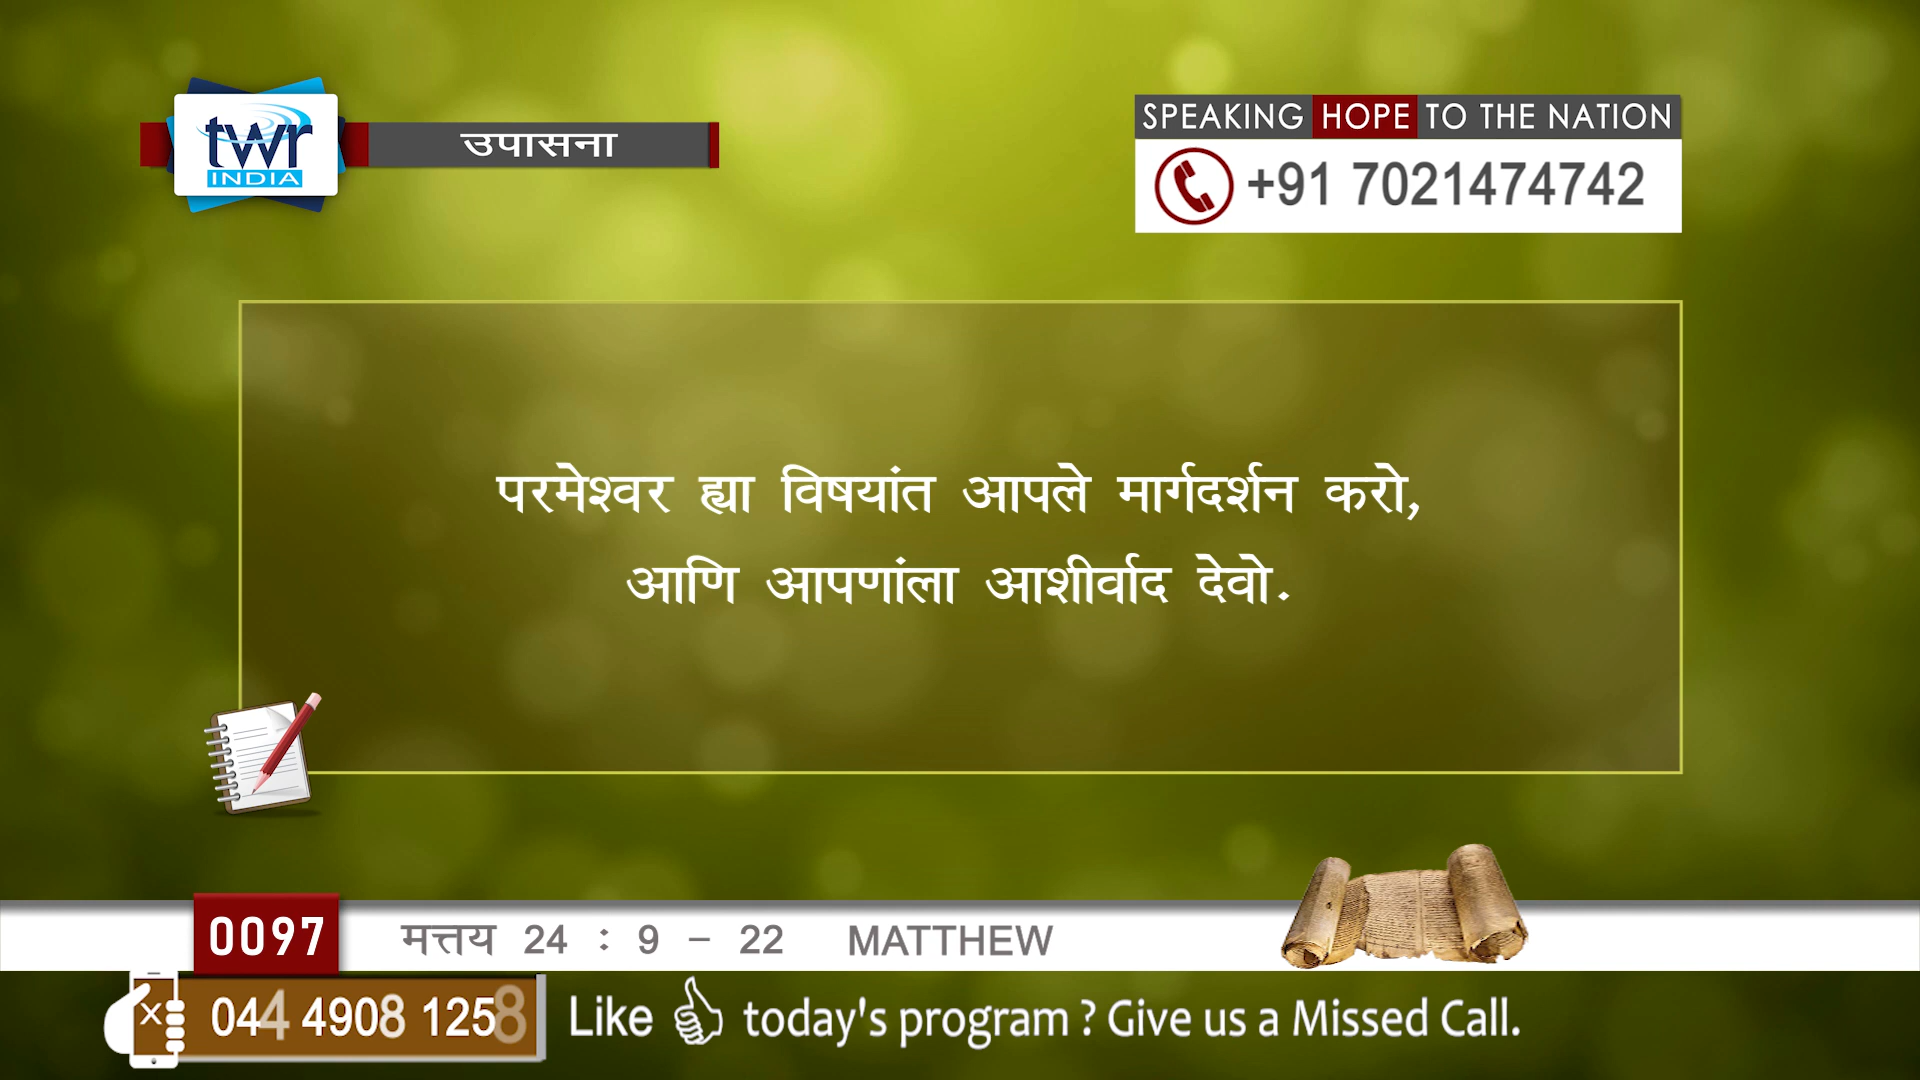 twr
INDIA
उपासना
SPEAKING HOPE TO THE NATION
+91 7021474742
परमेश्वर ह्या विषयांत आपले मार्गदर्शन करो,
आणि आपणांला आशीर्वाद देवो.
0097
मत्तय 24 : 9 - 22 MATTHEW
044 4908 1258
Like today's program ? Give us a Missed Call.